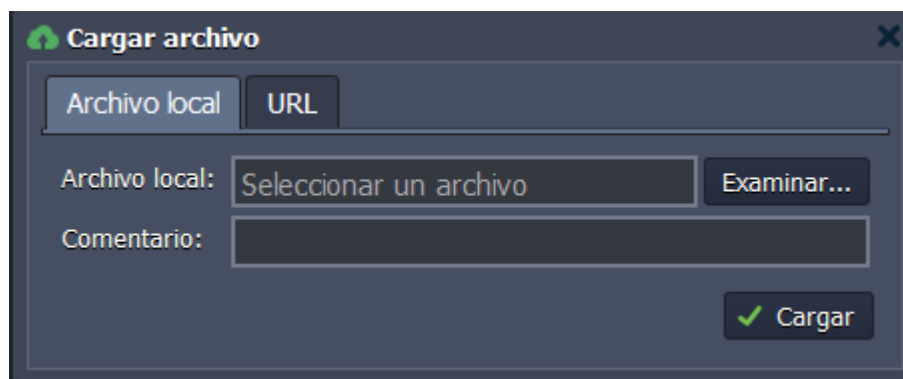 Cargar archivo
Archivo local URL
Archivo local: Seleccionar un archivo Examinar...
Comentario:
Cargar